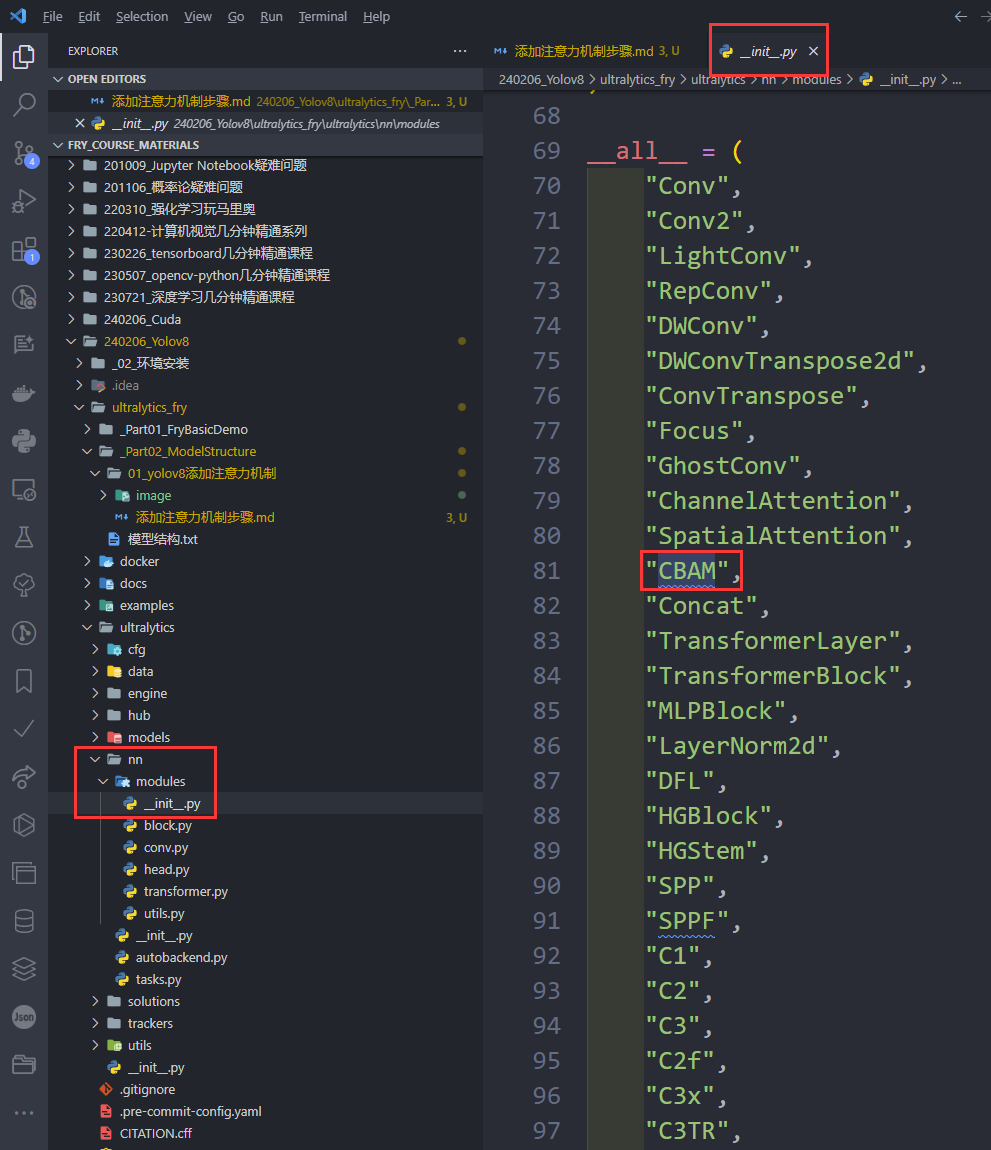 File Edit Selection View Go Run Terminal Help
EXPLORER
OPEN EDITORS
添加注意力机制步骤.md 240206_Yolov8\ultralytics_fry\_Par... 3, U
__init__.py 240206_Yolov8\ultralytics_fry\ultralytics\nn\modules
FRY_COURSE_MATERIALS
201009_Jupyter Notebook疑难问题
201106_概率论疑难问题
220310_强化学习玩马里奥
220412-计算机视觉几分钟精通系列
230226_tensorboard几分钟精通课程
230507_opencv-python几分钟精通课程
230721_深度学习几分钟精通课程
240206_Cuda
240206_Yolov8
_02_环境安装
.idea
ultralytics_fry
_Part01_FryBasicDemo
_Part02_ModelStructure
01_yolov8添加注意力机制
image
添加注意力机制步骤.md 3, U
模型结构.txt
docker
docs
examples
ultralytics
cfg
data
engine
hub
models
nn
modules
__init__.py
block.py
conv.py
head.py
transformer.py
utils.py
__init__.py
autobackend.py
tasks.py
solutions
trackers
utils
__init__.py
.gitignore
.pre-commit-config.yaml
CITATION.cff
4
1
Json
添加注意力机制步骤.md 3, U
__init__.py
240206_Yolov8 > ultralytics_fry > ultralytics > nn > modules > __init__.py > ...
68
69 __all__ = (
70 "Conv",
71 "Conv2",
72 "LightConv",
73 "RepConv",
74 "DWConv",
75 "DWConvTranspose2d",
76 "ConvTranspose",
77 "Focus",
78 "GhostConv",
79 "ChannelAttention",
80 "SpatialAttention",
81 "CBAM",
82 "Concat",
83 "TransformerLayer",
84 "TransformerBlock",
85 "MLPBlock",
86 "LayerNorm2d",
87 "DFL",
88 "HGBlock",
89 "HGStem",
90 "SPP",
91 "SPPF",
92 "C1",
93 "C2",
94 "C3",
95 "C2f",
96 "C3x",
97 "C3TR",